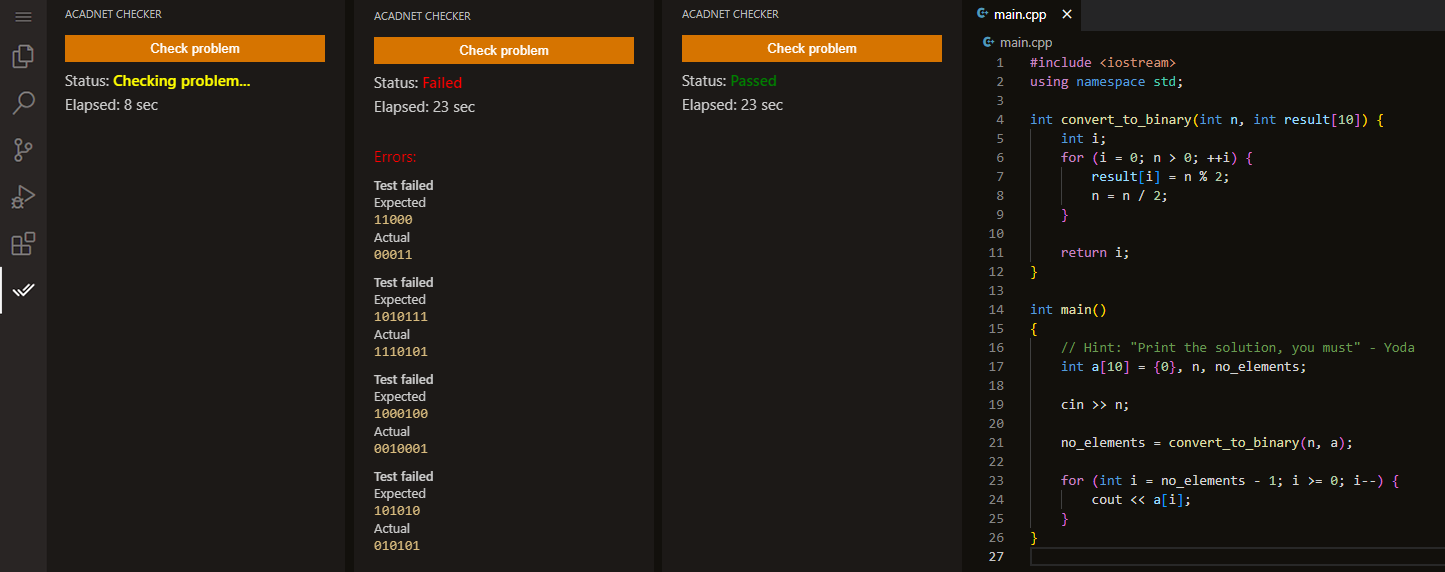 ACADNET CHECKER
Check problem
Status: Checking problem...
Elapsed: 8 sec
ACADNET CHECKER
Check problem
Status: Failed
Elapsed: 23 sec
Errors:
Test failed
Expected
11000
Actual
00011
Test failed
Expected
1010111
Actual
1110101
Test failed
Expected
1000100
Actual
0010001
Test failed
Expected
101010
Actual
010101
ACADNET CHECKER
Check problem
Status: Passed
Elapsed: 23 sec
main.cpp
main.cpp
1 #include <iostream>
2 using namespace std;
3
4 int convert_to_binary(int n, int result[10]) {
5     int i;
6     for (i = 0; n > 0; ++i) {
7         result[i] = n % 2;
8         n = n / 2;
9     }
10
11     return i;
12 }
13
14 int main()
15 {
16     // Hint: "Print the solution, you must" - Yoda
17     int a[10] = {0}, n, no_elements;
18
19     cin >> n;
20
21     no_elements = convert_to_binary(n, a);
22
23     for (int i = no_elements - 1; i >= 0; i--) {
24         cout << a[i];
25     }
26 }
27